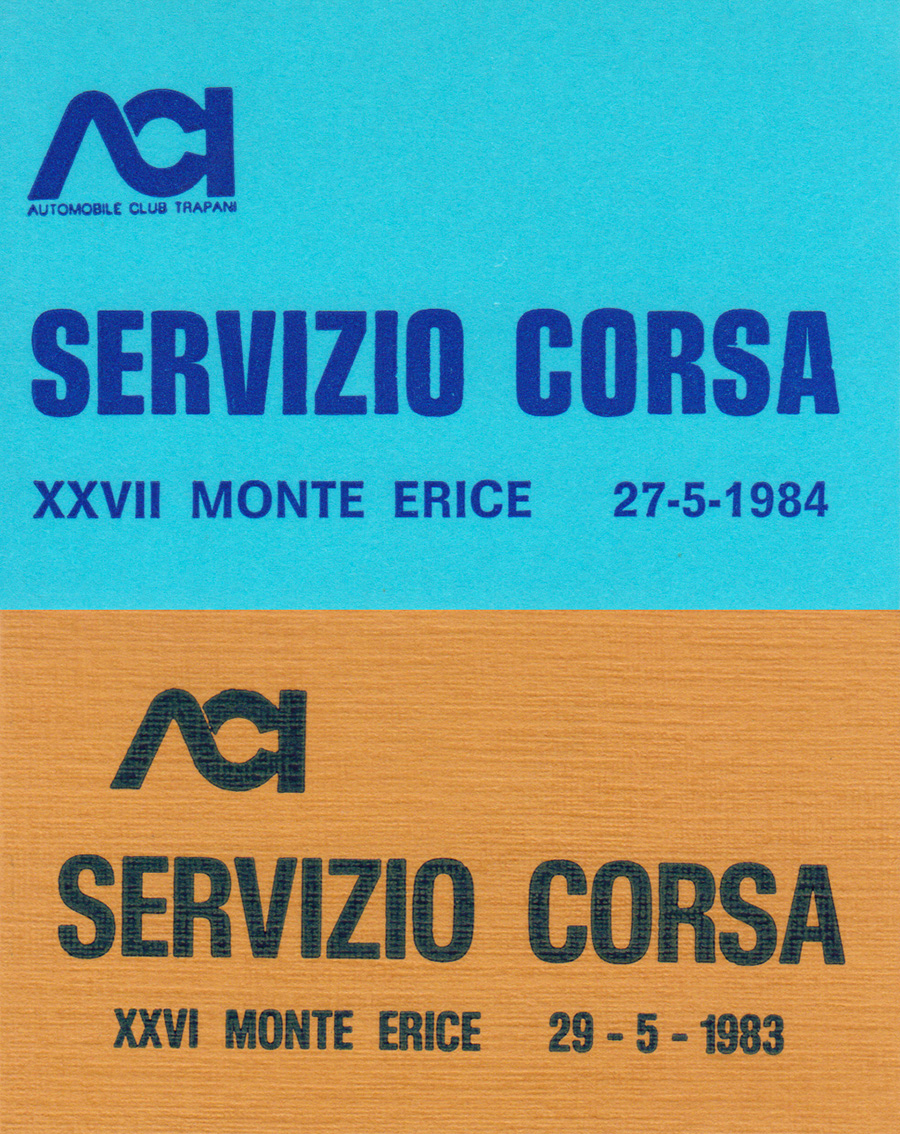 ACI
AUTOMOBILE CLUB TRAPANI
SERVIZIO CORSA
XXVII MONTE ERICE 27-5-1984
ACI
SERVIZIO CORSA
XXVI MONTE ERICE 29 - 5 - 1983